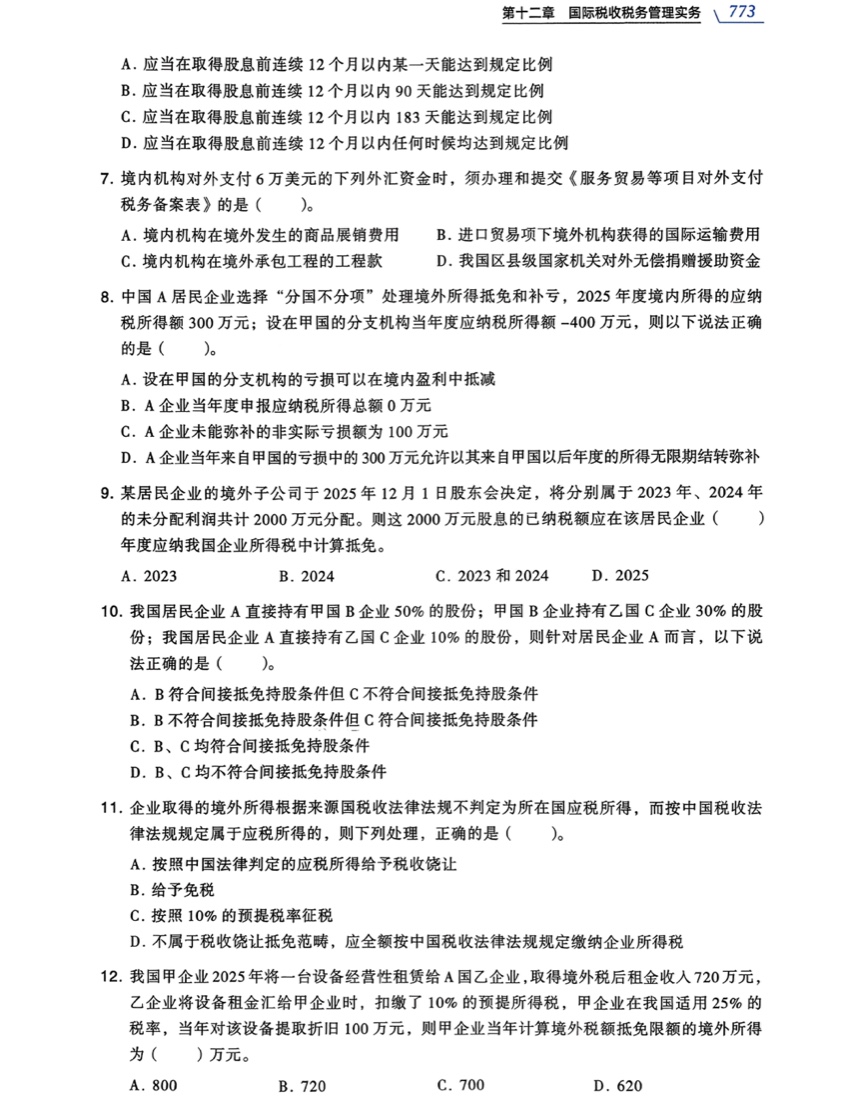 第十二章 国际税收税务管理实务 773
A. 应当在取得股息前连续 12 个月以内某一天能达到规定比例
B. 应当在取得股息前连续 12 个月以内 90 天能达到规定比例
C. 应当在取得股息前连续 12 个月以内 183 天能达到规定比例
D. 应当在取得股息前连续 12 个月以内任何时候均达到规定比例
7. 境内机构对外支付 6 万美元的下列外汇资金时，须办理和提交《服务贸易等项目对外支付
税务备案表》的是（ ）。
A. 境内机构在境外发生的商品展销费用 B. 进口贸易项下境外机构获得的国际运输费用
C. 境内机构在境外承包工程的工程款 D. 我国区县级国家机关对外无偿捐赠援助资金
8. 中国 A 居民企业选择“分国不分项”处理境外所得抵免和补亏，2025 年度境内所得的应纳
税所得额 300 万元；设在甲国的分支机构当年度应纳税所得额 –400 万元，则以下说法正确
的是（ ）。
A. 设在甲国的分支机构的亏损可以在境内盈利中抵减
B. A 企业当年度申报应纳税所得总额 0 万元
C. A 企业未能弥补的非实际亏损额为 100 万元
D. A 企业当年来自甲国的亏损中的 300 万元允许以其来自甲国以后年度的所得无限期结转弥补
9. 某居民企业的境外子公司于 2025 年 12 月 1 日股东会决定，将分别属于 2023 年、2024 年
的未分配利润共计 2000 万元分配。则这 2000 万元股息的已纳税额应在该居民企业（ ）
年度应纳我国企业所得税中计算抵免。
A. 2023 B. 2024 C. 2023 和 2024 D. 2025
10. 我国居民企业 A 直接持有甲国 B 企业 50% 的股份；甲国 B 企业持有乙国 C 企业 30% 的股
份；我国居民企业 A 直接持有乙国 C 企业 10% 的股份，则针对居民企业 A 而言，以下说
法正确的是（ ）。
A. B 符合间接抵免持股条件但 C 不符合间接抵免持股条件
B. B 不符合间接抵免持股条件但 C 符合间接抵免持股条件
C. B、C 均符合间接抵免持股条件
D. B、C 均不符合间接抵免持股条件
11. 企业取得的境外所得根据来源国税收法律法规不判定为所在国应税所得，而按中国税收法
律法规规定属于应税所得的，则下列处理，正确的是（ ）。
A. 按照中国法律判定的应税所得给予税收饶让
B. 给予免税
C. 按照 10% 的预提税率征税
D. 不属于税收饶让抵免范畴，应全额按中国税收法律法规规定缴纳企业所得税
12. 我国甲企业 2025 年将一台设备经营性租赁给 A 国乙企业，取得境外税后租金收入 720 万元，
乙企业将设备租金汇给甲企业时，扣缴了 10% 的预提所得税，甲企业在我国适用 25% 的
税率，当年对该设备提取折旧 100 万元，则甲企业当年计算境外税额抵免限额的境外所得
为（ ）万元。
A. 800 B. 720 C. 700 D. 620